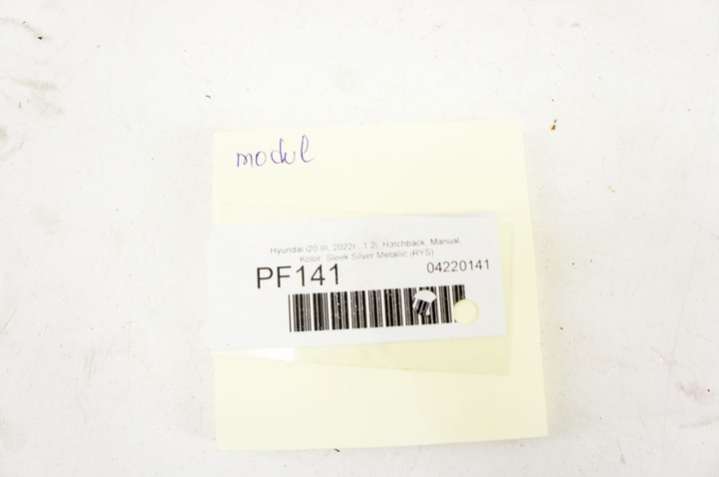 modul
Hyundai i20 III, 2022r., 1.2i, Hatchback, Manual,
Kolor: Sleek Silver Metallic (RYS)
PF141
04220141